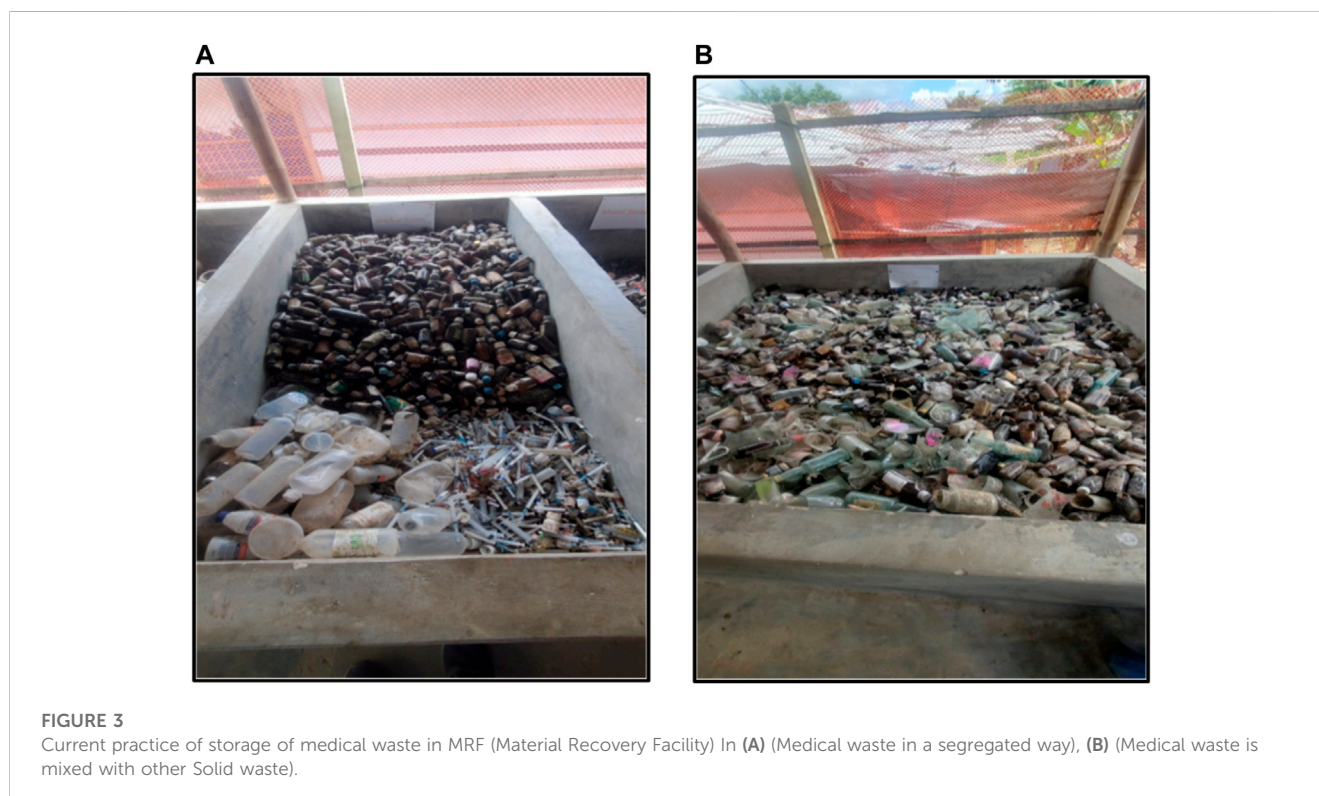 A
B
FIGURE 3
Current practice of storage of medical waste in MRF (Material Recovery Facility) In (A) (Medical waste in a segregated way), (B) (Medical waste is
mixed with other Solid waste).